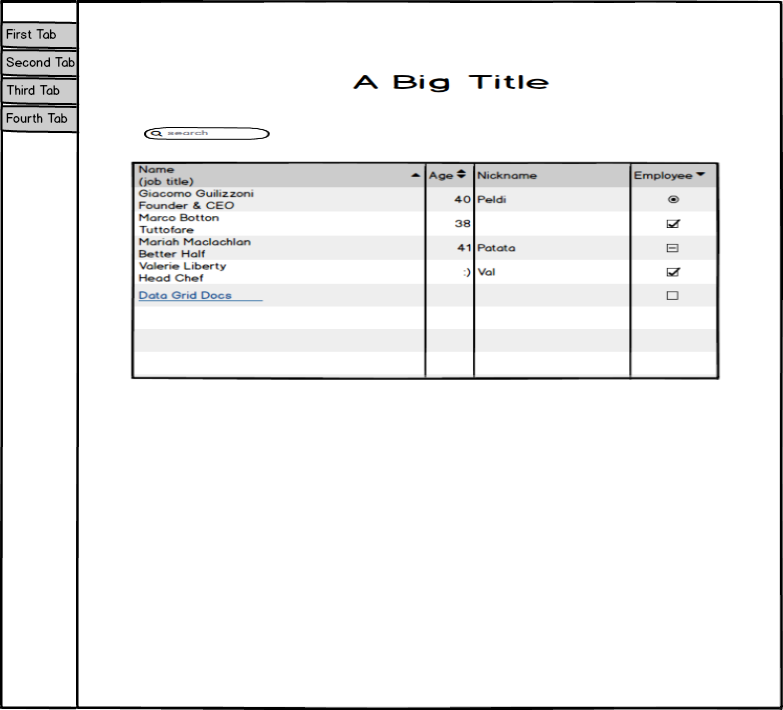 First Tab
Second Tab
Third Tab
Fourth Tab
A Big Title
search
Name
(job title)
Age
Nickname
Employee
Giacomo Guilizzoni
Founder & CEO
40
Peldi
Marco Botton
Tuttofare
38
Mariah Maclachlan
Better Half
41
Patata
Valerie Liberty
Head Chef
:)
Val
Data Grid Docs